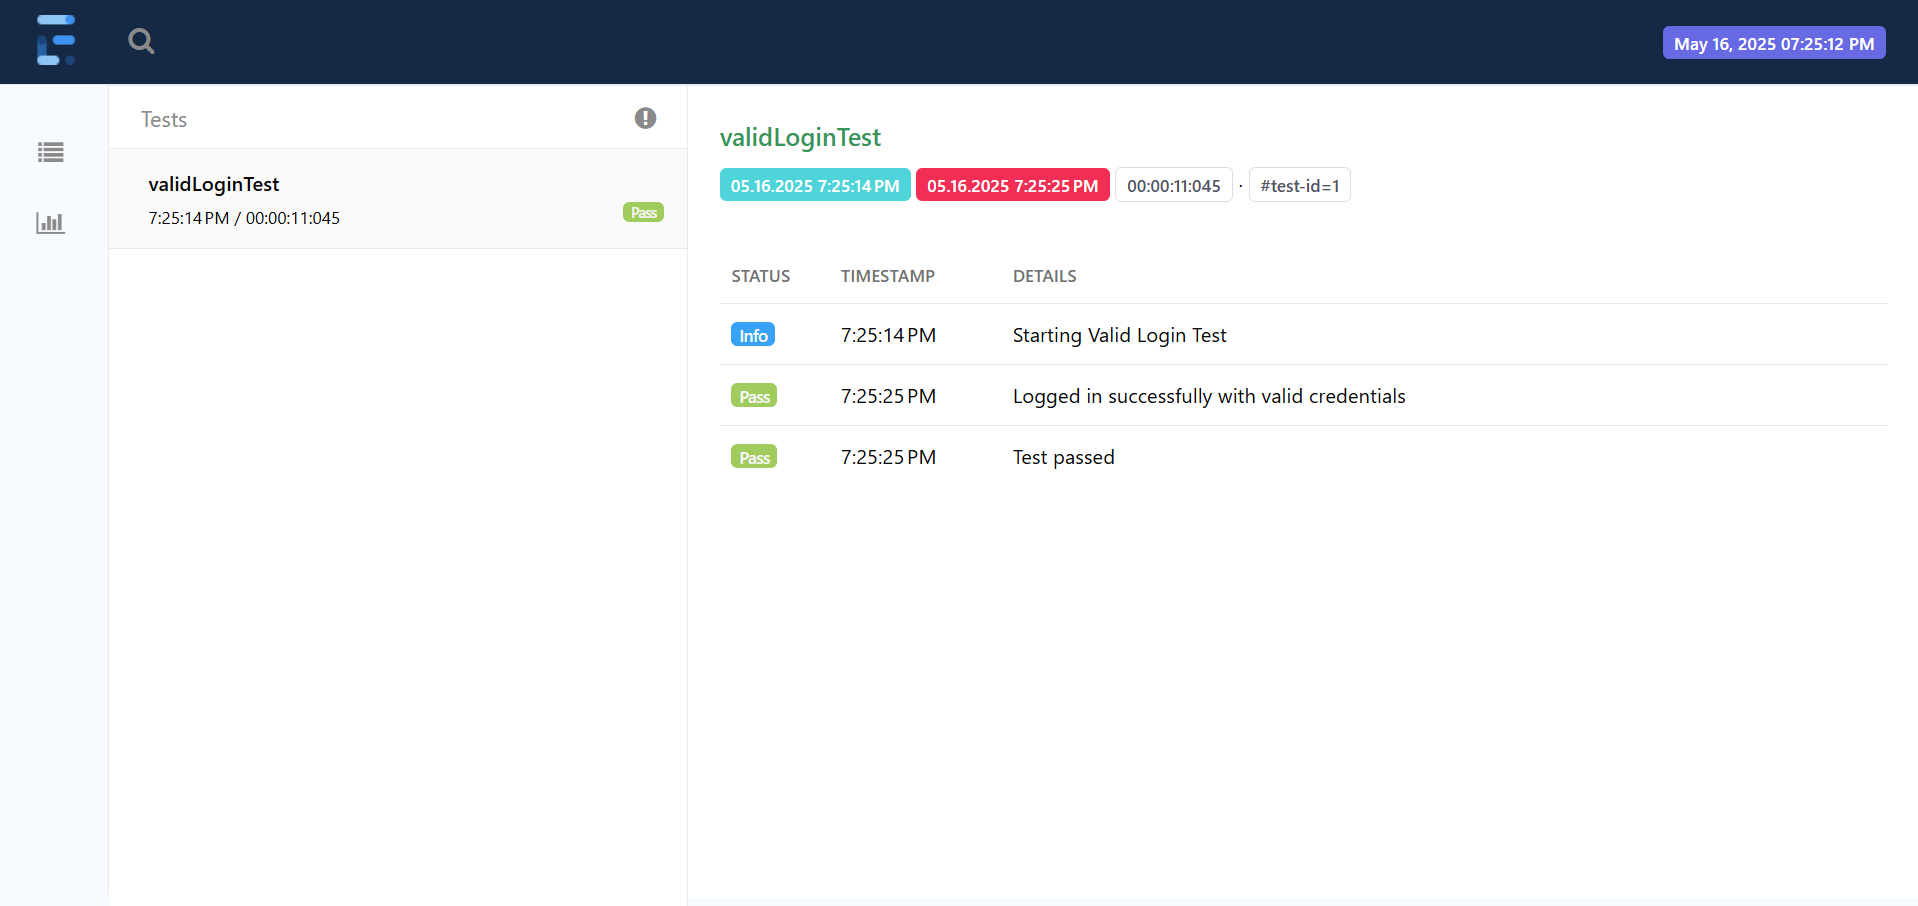 May 16, 2025 07:25:12 PM
Tests
validLoginTest
7:25:14 PM / 00:00:11:045
Pass
validLoginTest
05.16.2025 7:25:14 PM 05.16.2025 7:25:25 PM 00:00:11:045 · #test-id=1
STATUS TIMESTAMP DETAILS
Info 7:25:14 PM Starting Valid Login Test
Pass 7:25:25 PM Logged in successfully with valid credentials
Pass 7:25:25 PM Test passed